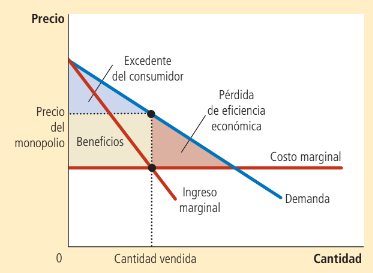 Precio
Excedente
del consumidor
Pérdida
de eficiencia
económica
Precio
del
monopolio
Beneficios
Costo marginal
Ingreso
marginal
Demanda
0
Cantidad vendida
Cantidad